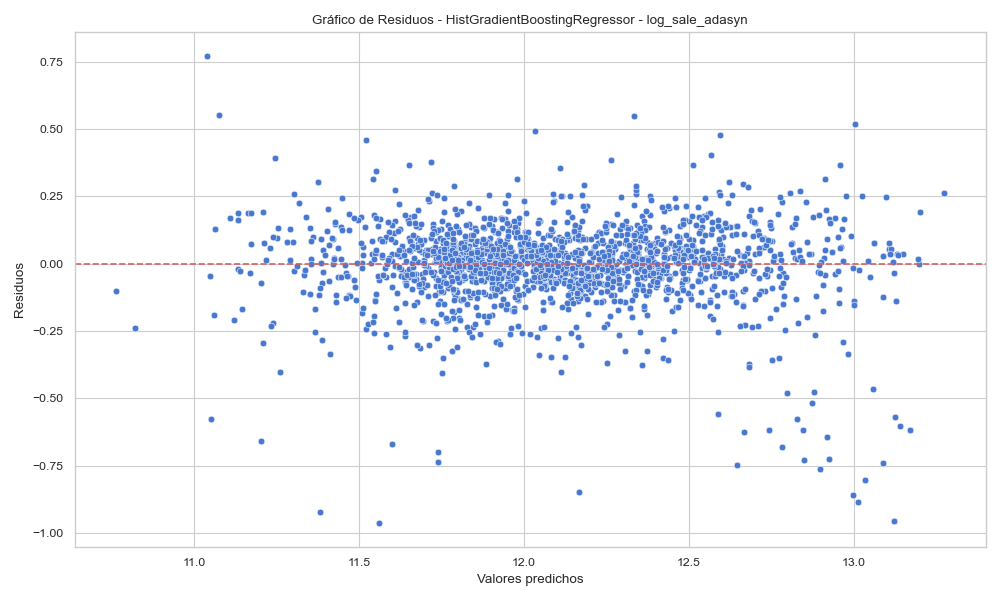 Gráfico de Residuos - HistGradientBoostingRegressor - log_sale_adasyn
0.75
0.50
0.25
0.00
−0.25
−0.50
−0.75
−1.00
Residuos
11.0 11.5 12.0 12.5 13.0
Valores predichos